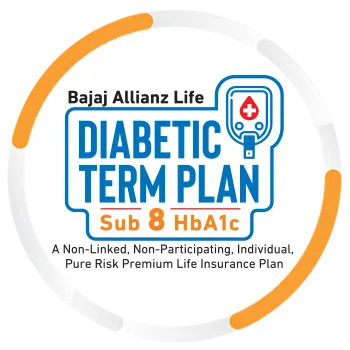 Bajaj Allianz Life
DIABETIC
TERM PLAN
Sub 8 HbA1c
A Non-Linked, Non-Participating, Individual,
Pure Risk Premium Life Insurance Plan